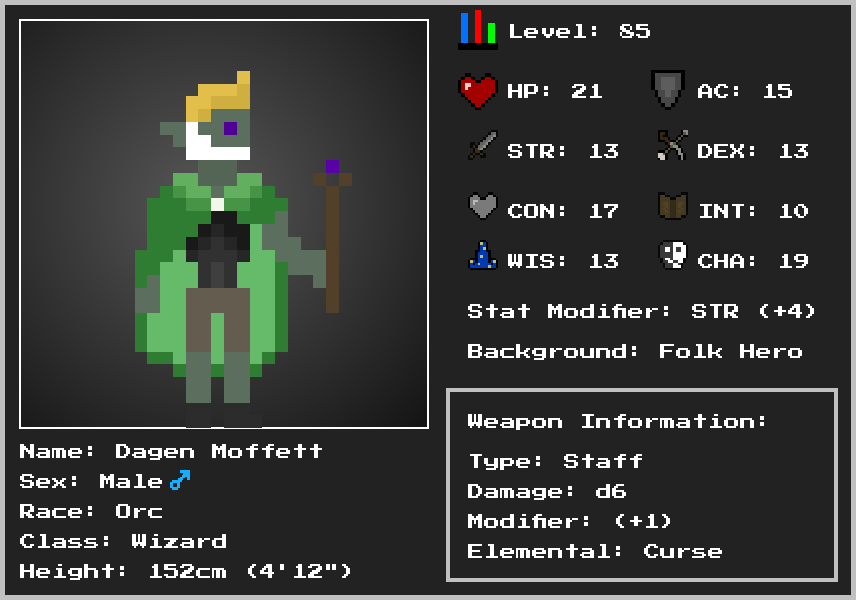 Level: 85
HP: 21 AC: 15
STR: 13 DEX: 13
CON: 17 INT: 10
WIS: 13 CHA: 19
Stat Modifier: STR (+4)
Background: Folk Hero
Weapon Information:
Type: Staff
Damage: d6
Modifier: (+1)
Elemental: Curse
Name: Dagen Moffett
Sex: Male♂
Race: Orc
Class: Wizard
Height: 152cm (4'12")